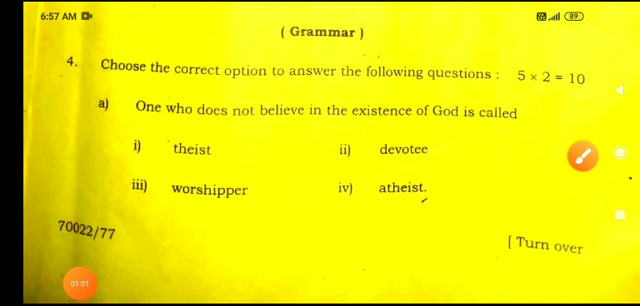 6:57 AM
89
( Grammar )
4. Choose the correct option to answer the following questions : 5 × 2 = 10
a) One who does not believe in the existence of God is called
i) theist ii) devotee
iii) worshipper iv) atheist.
70022/77
[ Turn over
01:01